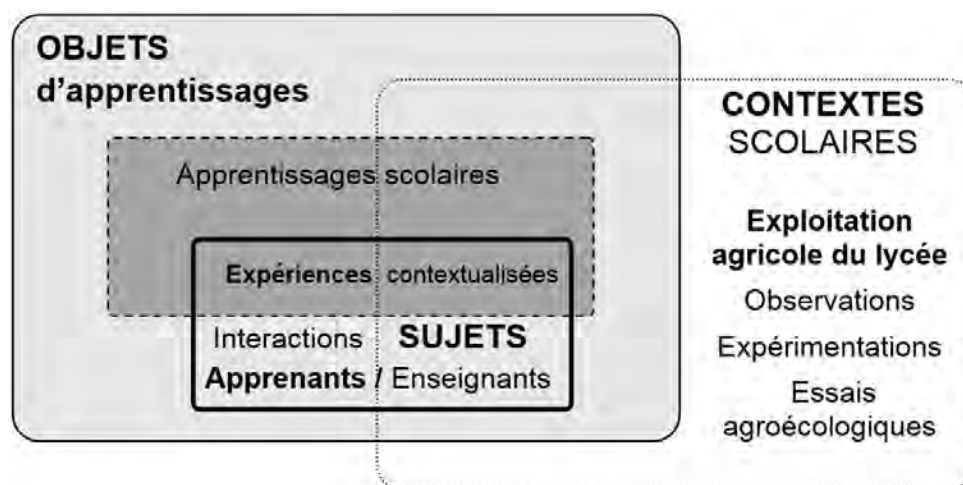 OBJETS
d'apprentissages
Apprentissages scolaires
Expériences contextualisées
Interactions SUJETS
Apprenants / Enseignants
CONTEXTES
SCOLAIRES
Exploitation
agricole du lycée
Observations
Expérimentations
Essais
agroécologiques